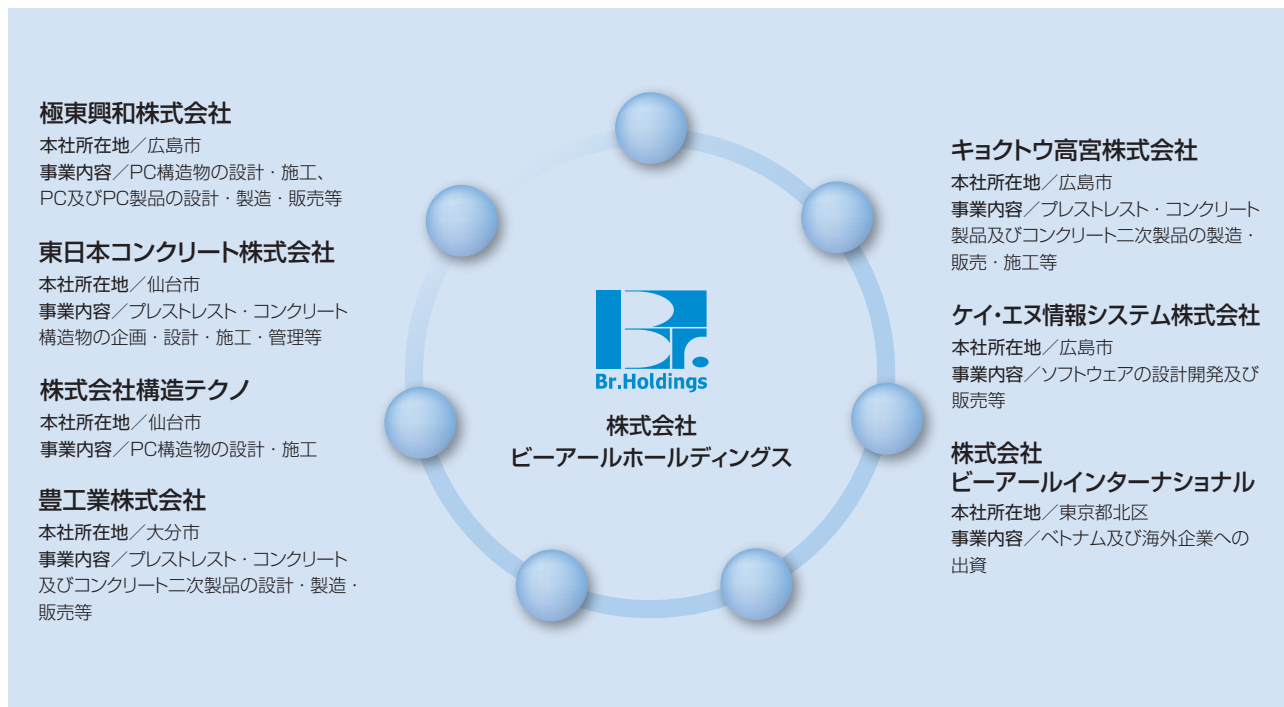 極東興和株式会社
本社所在地／広島市
事業内容／PC構造物の設計・施工、
PC及びPC製品の設計・製造・販売等
東日本コンクリート株式会社
本社所在地／仙台市
事業内容／プレストレスト・コンクリート
構造物の企画・設計・施工・管理等
株式会社構造テクノ
本社所在地／仙台市
事業内容／PC構造物の設計・施工
豊工業株式会社
本社所在地／大分市
事業内容／プレストレスト・コンクリート
及びコンクリート二次製品の設計・製造・
販売等
Br.
Br.Holdings
株式会社
ビーアールホールディングス
キョクトウ高宮株式会社
本社所在地／広島市
事業内容／プレストレスト・コンクリート
製品及びコンクリート二次製品の製造・
販売・施工等
ケイ・エヌ情報システム株式会社
本社所在地／広島市
事業内容／ソフトウェアの設計開発及び
販売等
株式会社
ビーアールインターナショナル
本社所在地／東京都北区
事業内容／ベトナム及び海外企業への
出資